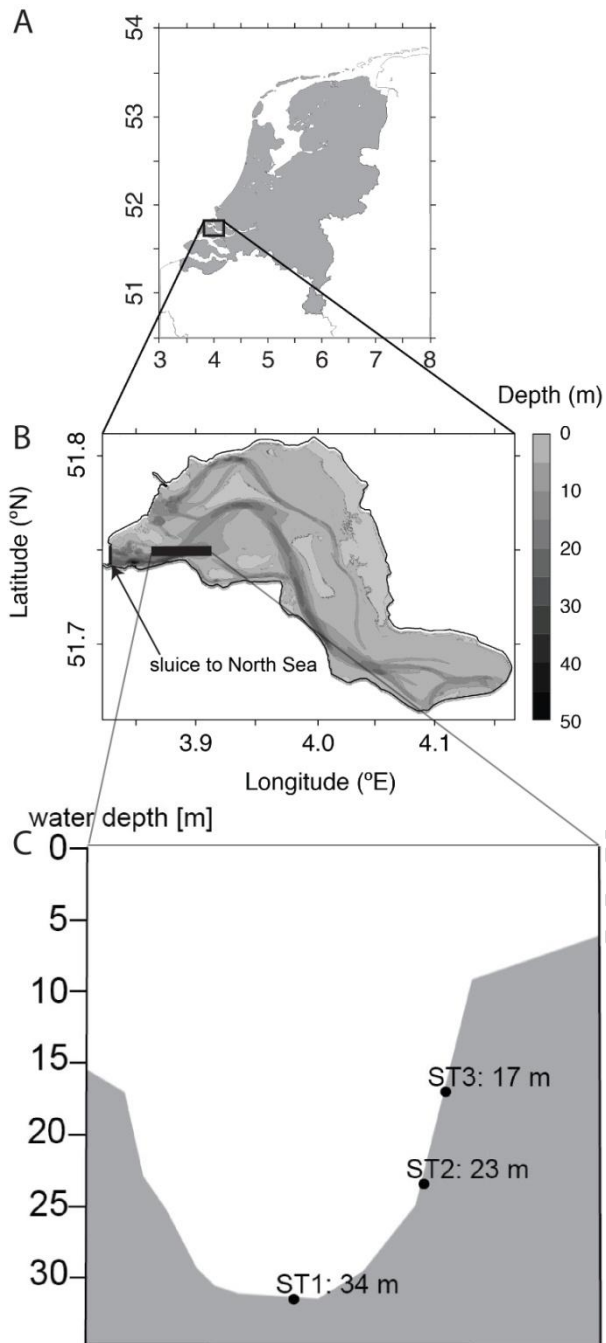 A
54
53
52
51
3 4 5 6 7 8
Depth (m)
B
51.8
51.7
Latitude (ºN)
sluice to North Sea
3.9 4.0 4.1
Longitude (ºE)
0
10
20
30
40
50
water depth [m]
C
0
5
10
15
20
25
30
ST3: 17 m
ST2: 23 m
ST1: 34 m